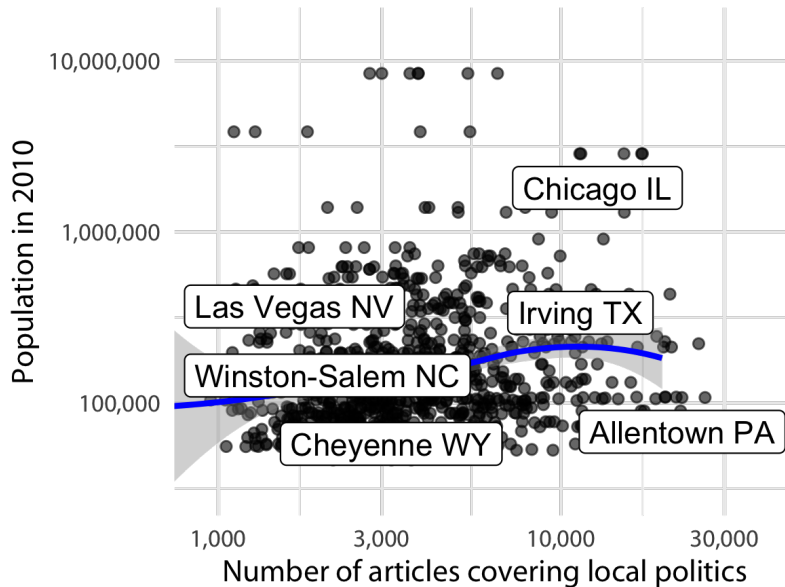 10,000,000
Chicago IL
Population in 2010
1,000,000
Las Vegas NV
Irving TX
Winston-Salem NC
100,000
Allentown PA
Cheyenne WY
1,000
3,000
10,000
30,000
Number of articles covering local politics